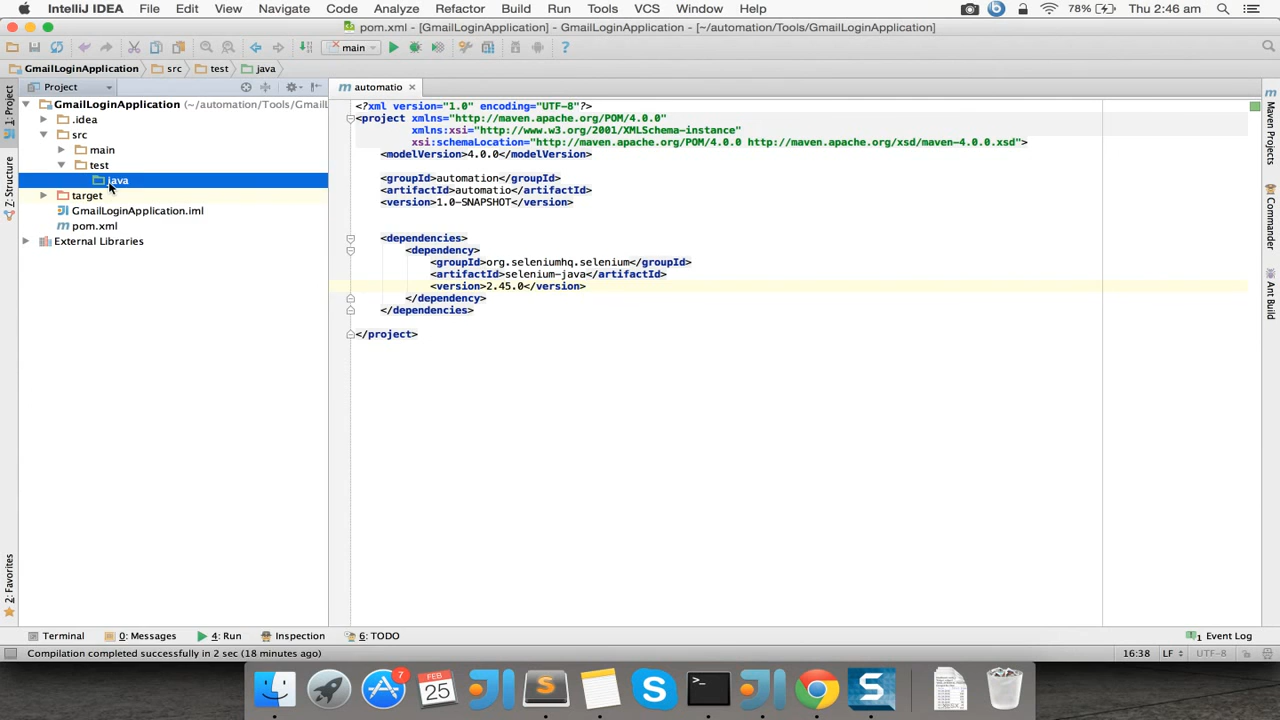 IntelliJ IDEA File Edit View Navigate Code Analyze Refactor Build Run Tools VCS Window Help 78% Thu 2:46 am
pom.xml - [GmailLoginApplication] - GmailLoginApplication - [~/automation/Tools/GmailLoginApplication]
main
GmailLoginApplication src test java
Project
automatio
GmailLoginApplication (~/automation/Tools/GmailL
.idea
src
main
test
java
target
GmailLoginApplication.iml
pom.xml
External Libraries
1: Project
Z: Structure
2: Favorites
<?xml version="1.0" encoding="UTF-8"?>
<project xmlns="http://maven.apache.org/POM/4.0.0"
xmlns:xsi="http://www.w3.org/2001/XMLSchema-instance"
xsi:schemaLocation="http://maven.apache.org/POM/4.0.0 http://maven.apache.org/xsd/maven-4.0.0.xsd">
<modelVersion>4.0.0</modelVersion>
<groupId>automation</groupId>
<artifactId>automatio</artifactId>
<version>1.0-SNAPSHOT</version>
<dependencies>
<dependency>
<groupId>org.seleniumhq.selenium</groupId>
<artifactId>selenium-java</artifactId>
<version>2.45.0</version>
</dependency>
</dependencies>
</project>
Maven Projects
Commander
Ant Build
Terminal 0: Messages 4: Run Inspection 6: TODO 1 Event Log
Compilation completed successfully in 2 sec (18 minutes ago) 16:38 LF UTF-8
7
FEB
25